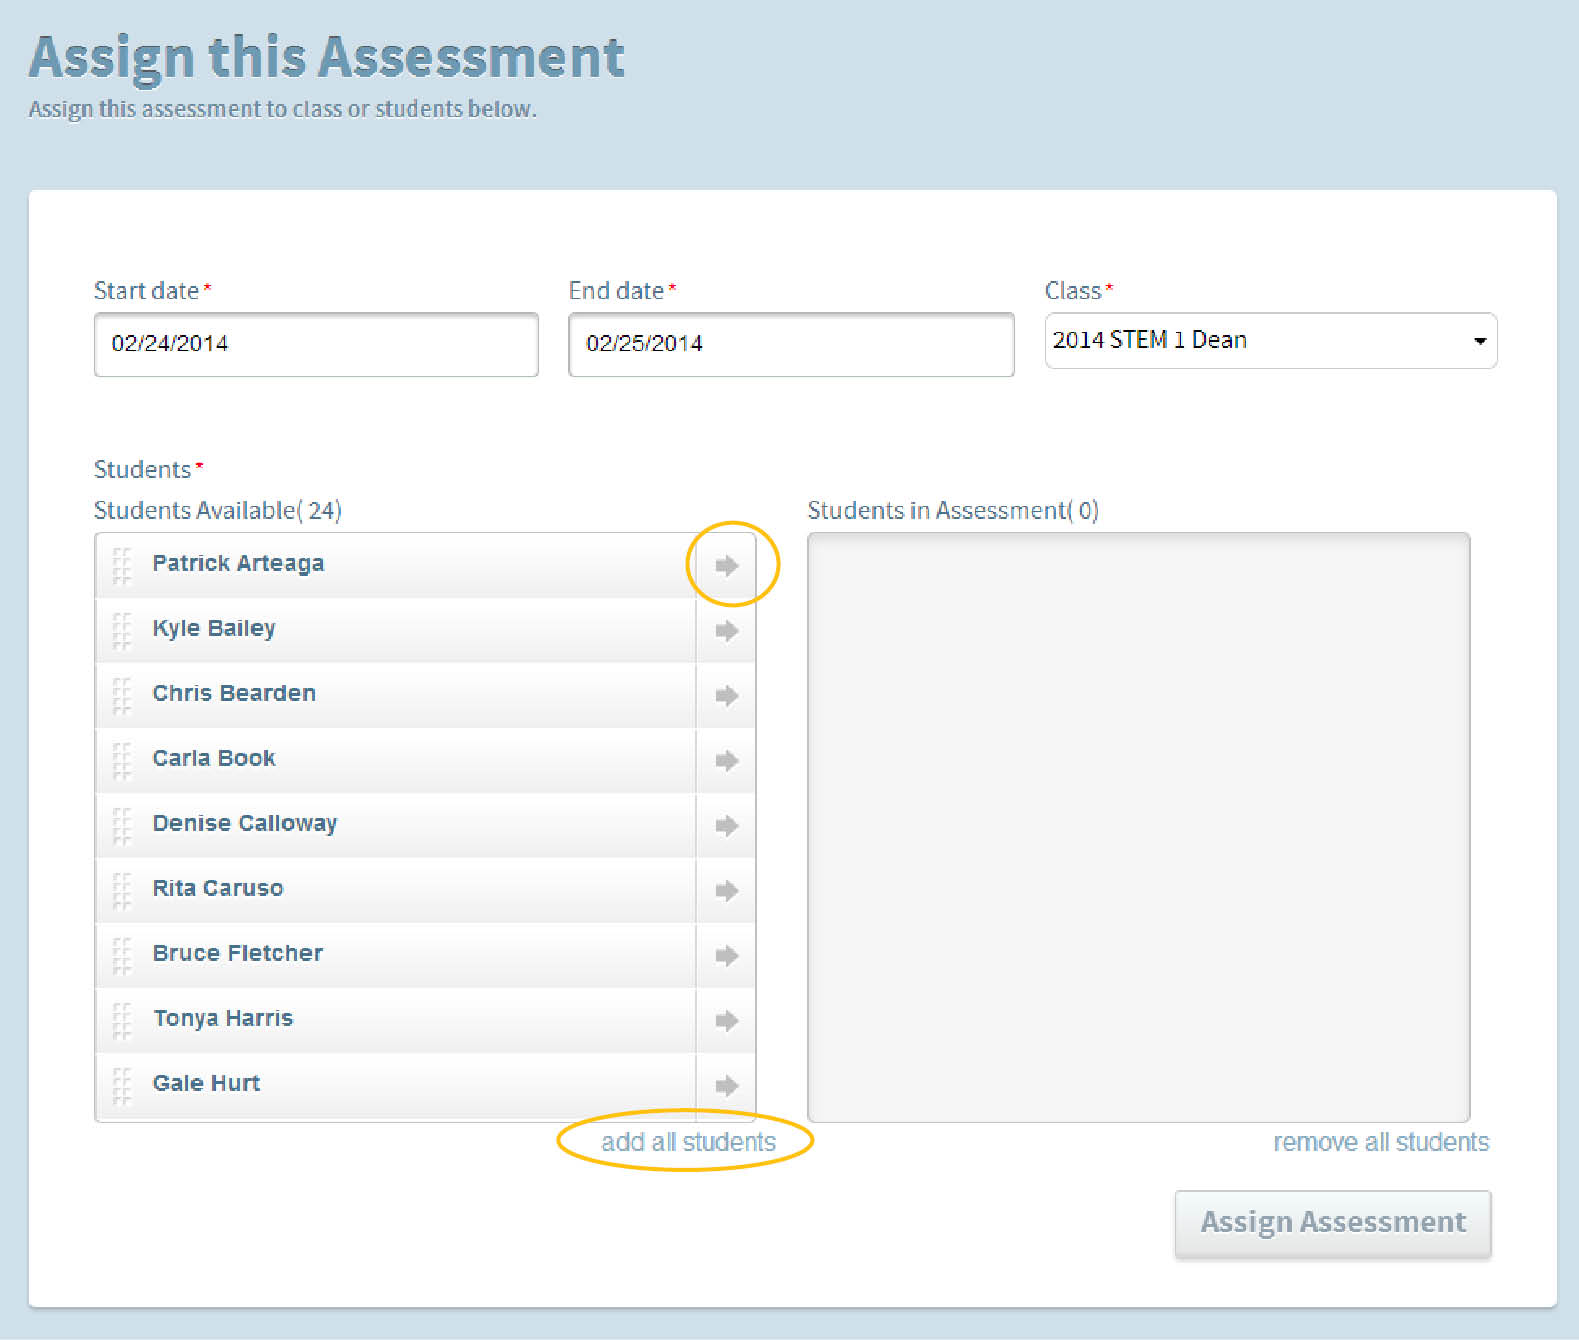 Assign this Assessment
Assign this assessment to class or students below.
Start date*
End date*
Class*
02/24/2014
02/25/2014
2014 STEM 1 Dean
Students*
Students Available( 24)
Students in Assessment( 0)
Patrick Arteaga
Kyle Bailey
Chris Bearden
Carla Book
Denise Calloway
Rita Caruso
Bruce Fletcher
Tonya Harris
Gale Hurt
add all students
remove all students
Assign Assessment